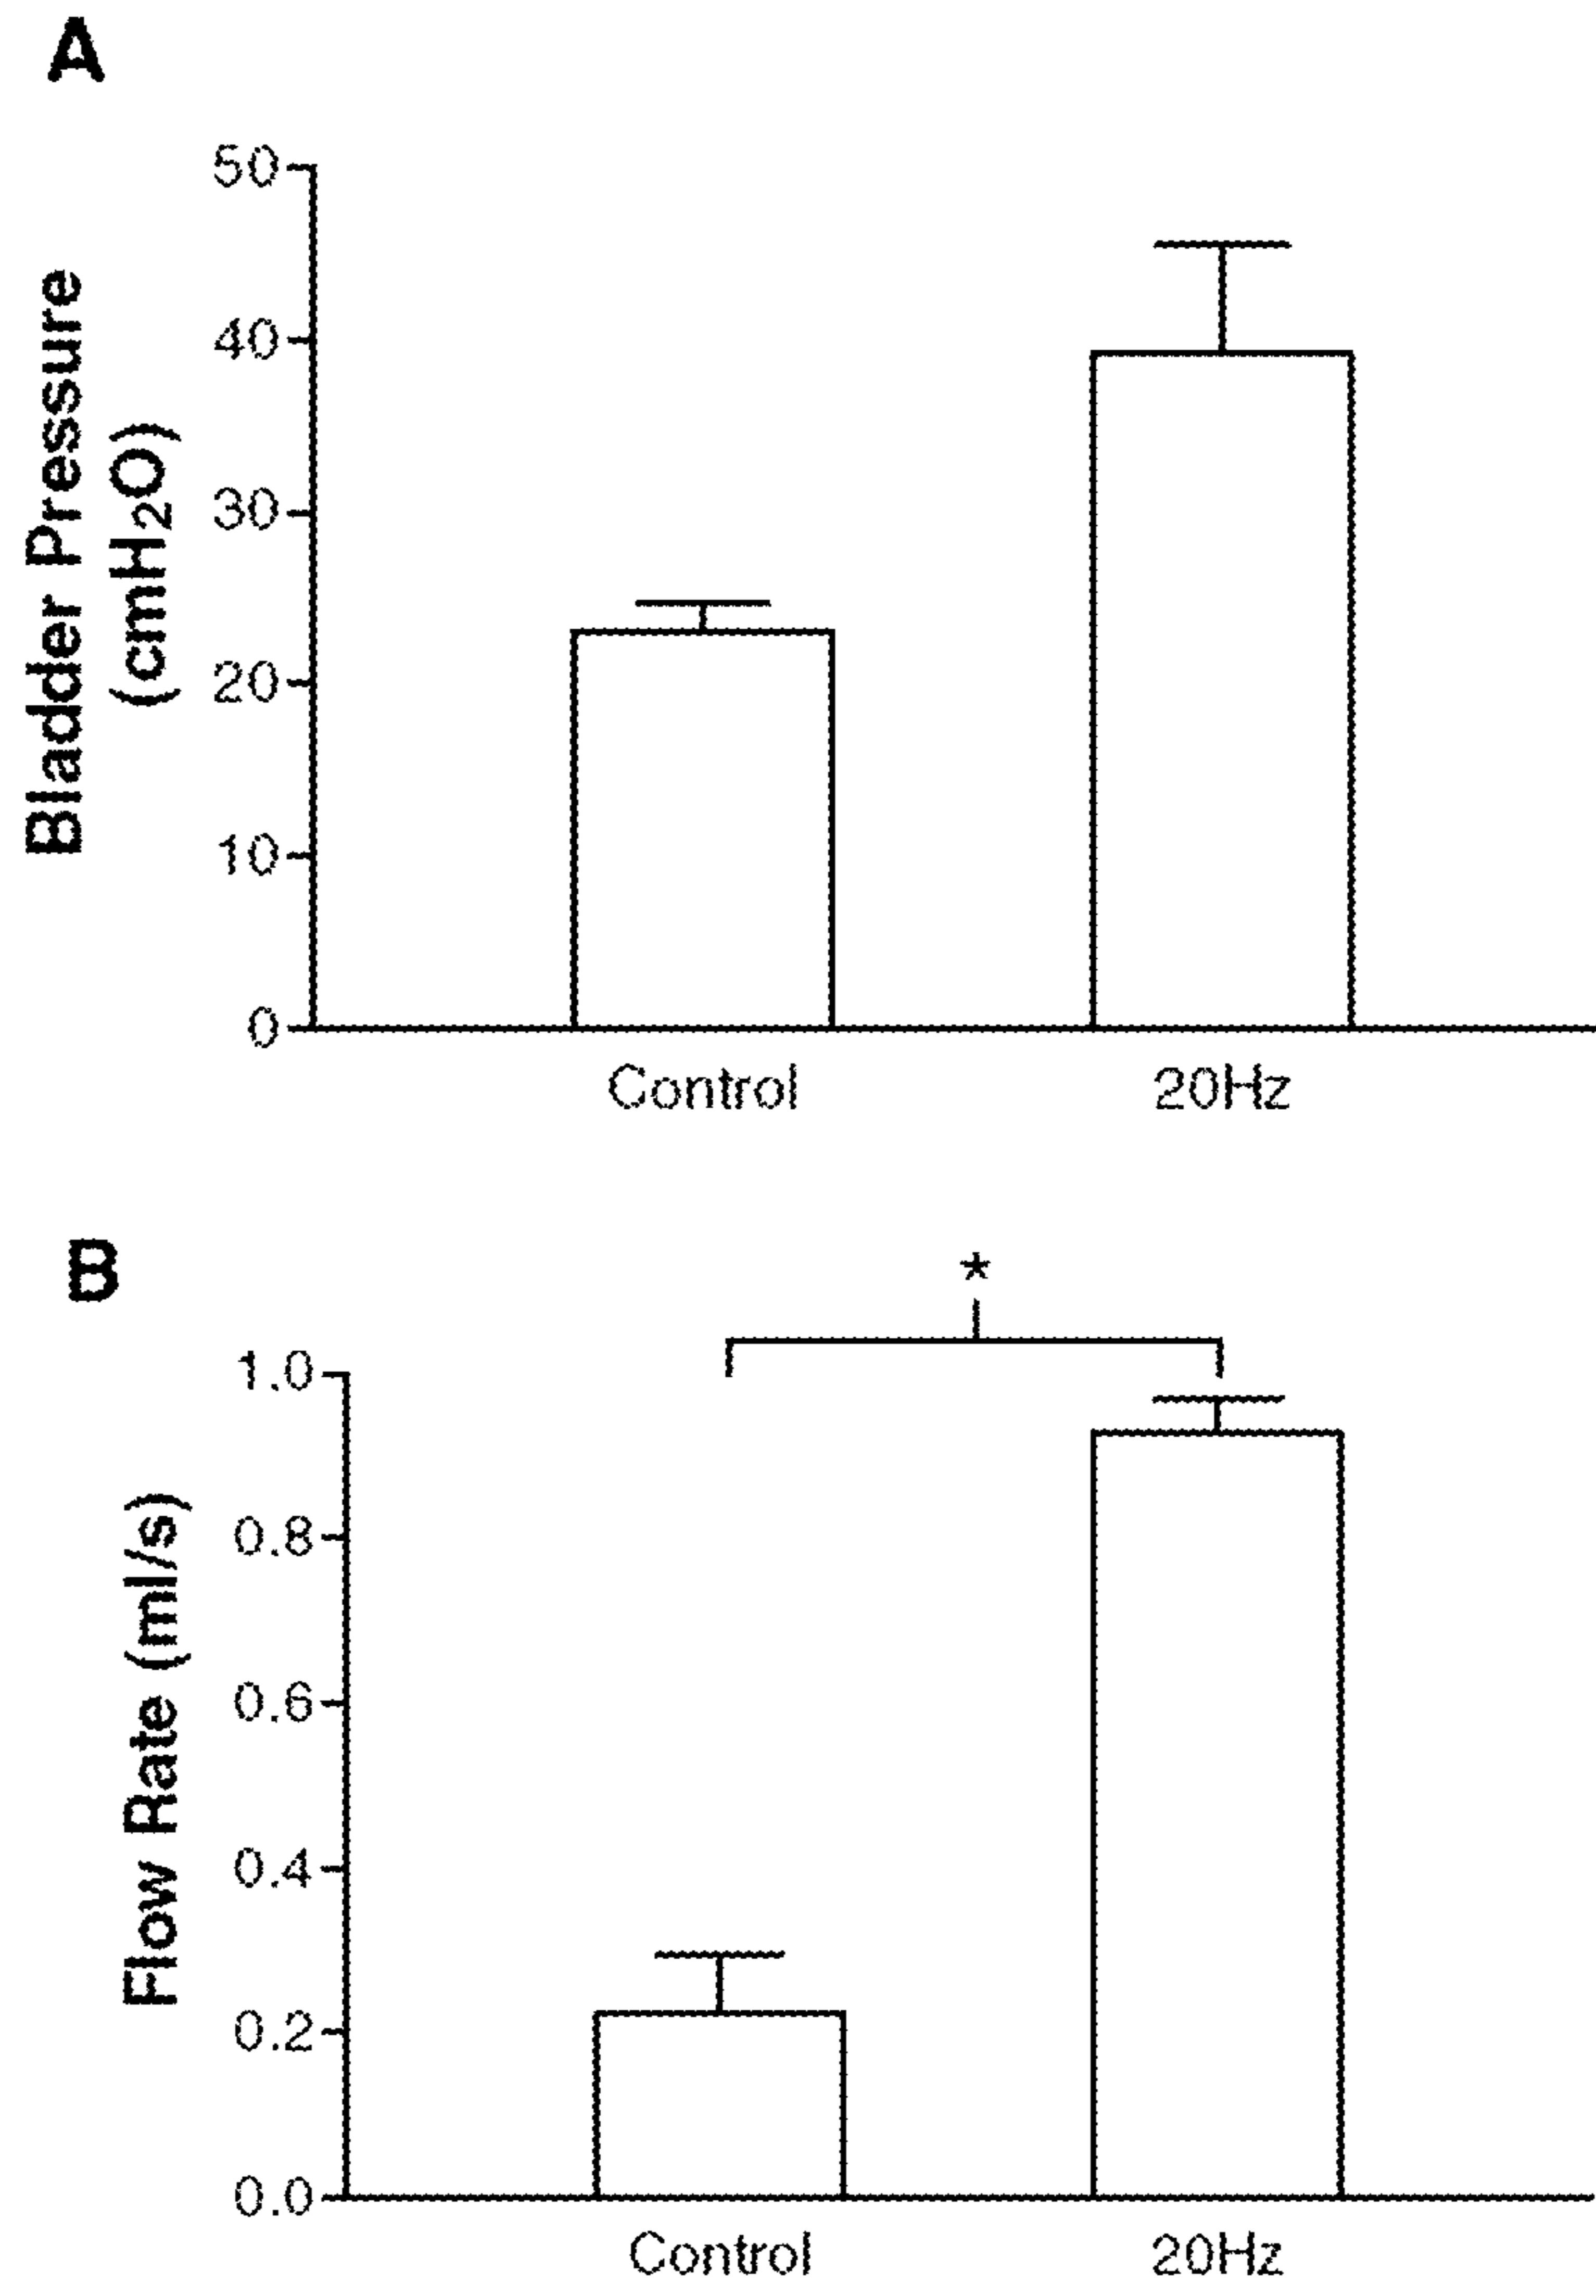 A
Bladder Pressure
(cmH₂O)
50
40
30
20
10
0
Control 20Hz
B
*
Flow Rate (ml/s)
1.0
0.8
0.6
0.4
0.2
0.0
Control 20Hz